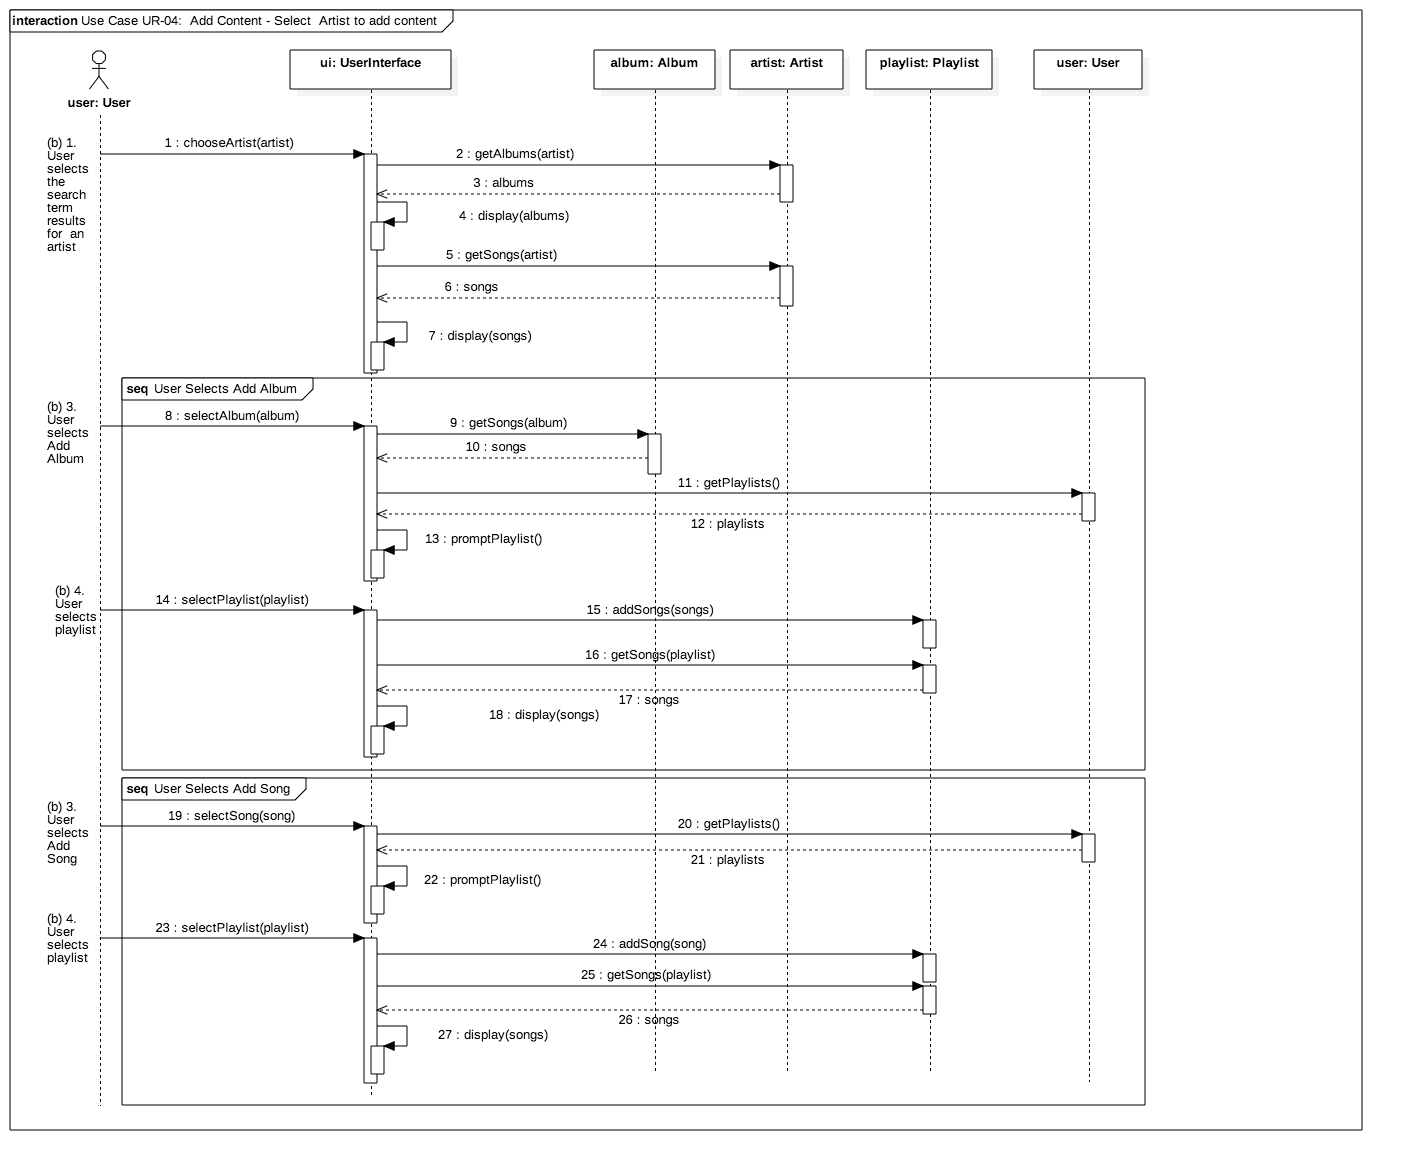 interaction Use Case UR-04:  Add Content - Select  Artist to add content
user: User
ui: UserInterface
album: Album
artist: Artist
playlist: Playlist
user: User
(b) 1.
User
selects
the
search
term
results
for  an
artist
1 : chooseArtist(artist)
2 : getAlbums(artist)
3 : albums
4 : display(albums)
5 : getSongs(artist)
6 : songs
7 : display(songs)
seq User Selects Add Album
(b) 3.
User
selects
Add
Album
8 : selectAlbum(album)
9 : getSongs(album)
10 : songs
11 : getPlaylists()
12 : playlists
13 : promptPlaylist()
(b) 4.
User
selects
playlist
14 : selectPlaylist(playlist)
15 : addSongs(songs)
16 : getSongs(playlist)
17 : songs
18 : display(songs)
seq User Selects Add Song
(b) 3.
User
selects
Add
Song
19 : selectSong(song)
20 : getPlaylists()
21 : playlists
22 : promptPlaylist()
(b) 4.
User
selects
playlist
23 : selectPlaylist(playlist)
24 : addSong(song)
25 : getSongs(playlist)
26 : songs
27 : display(songs)